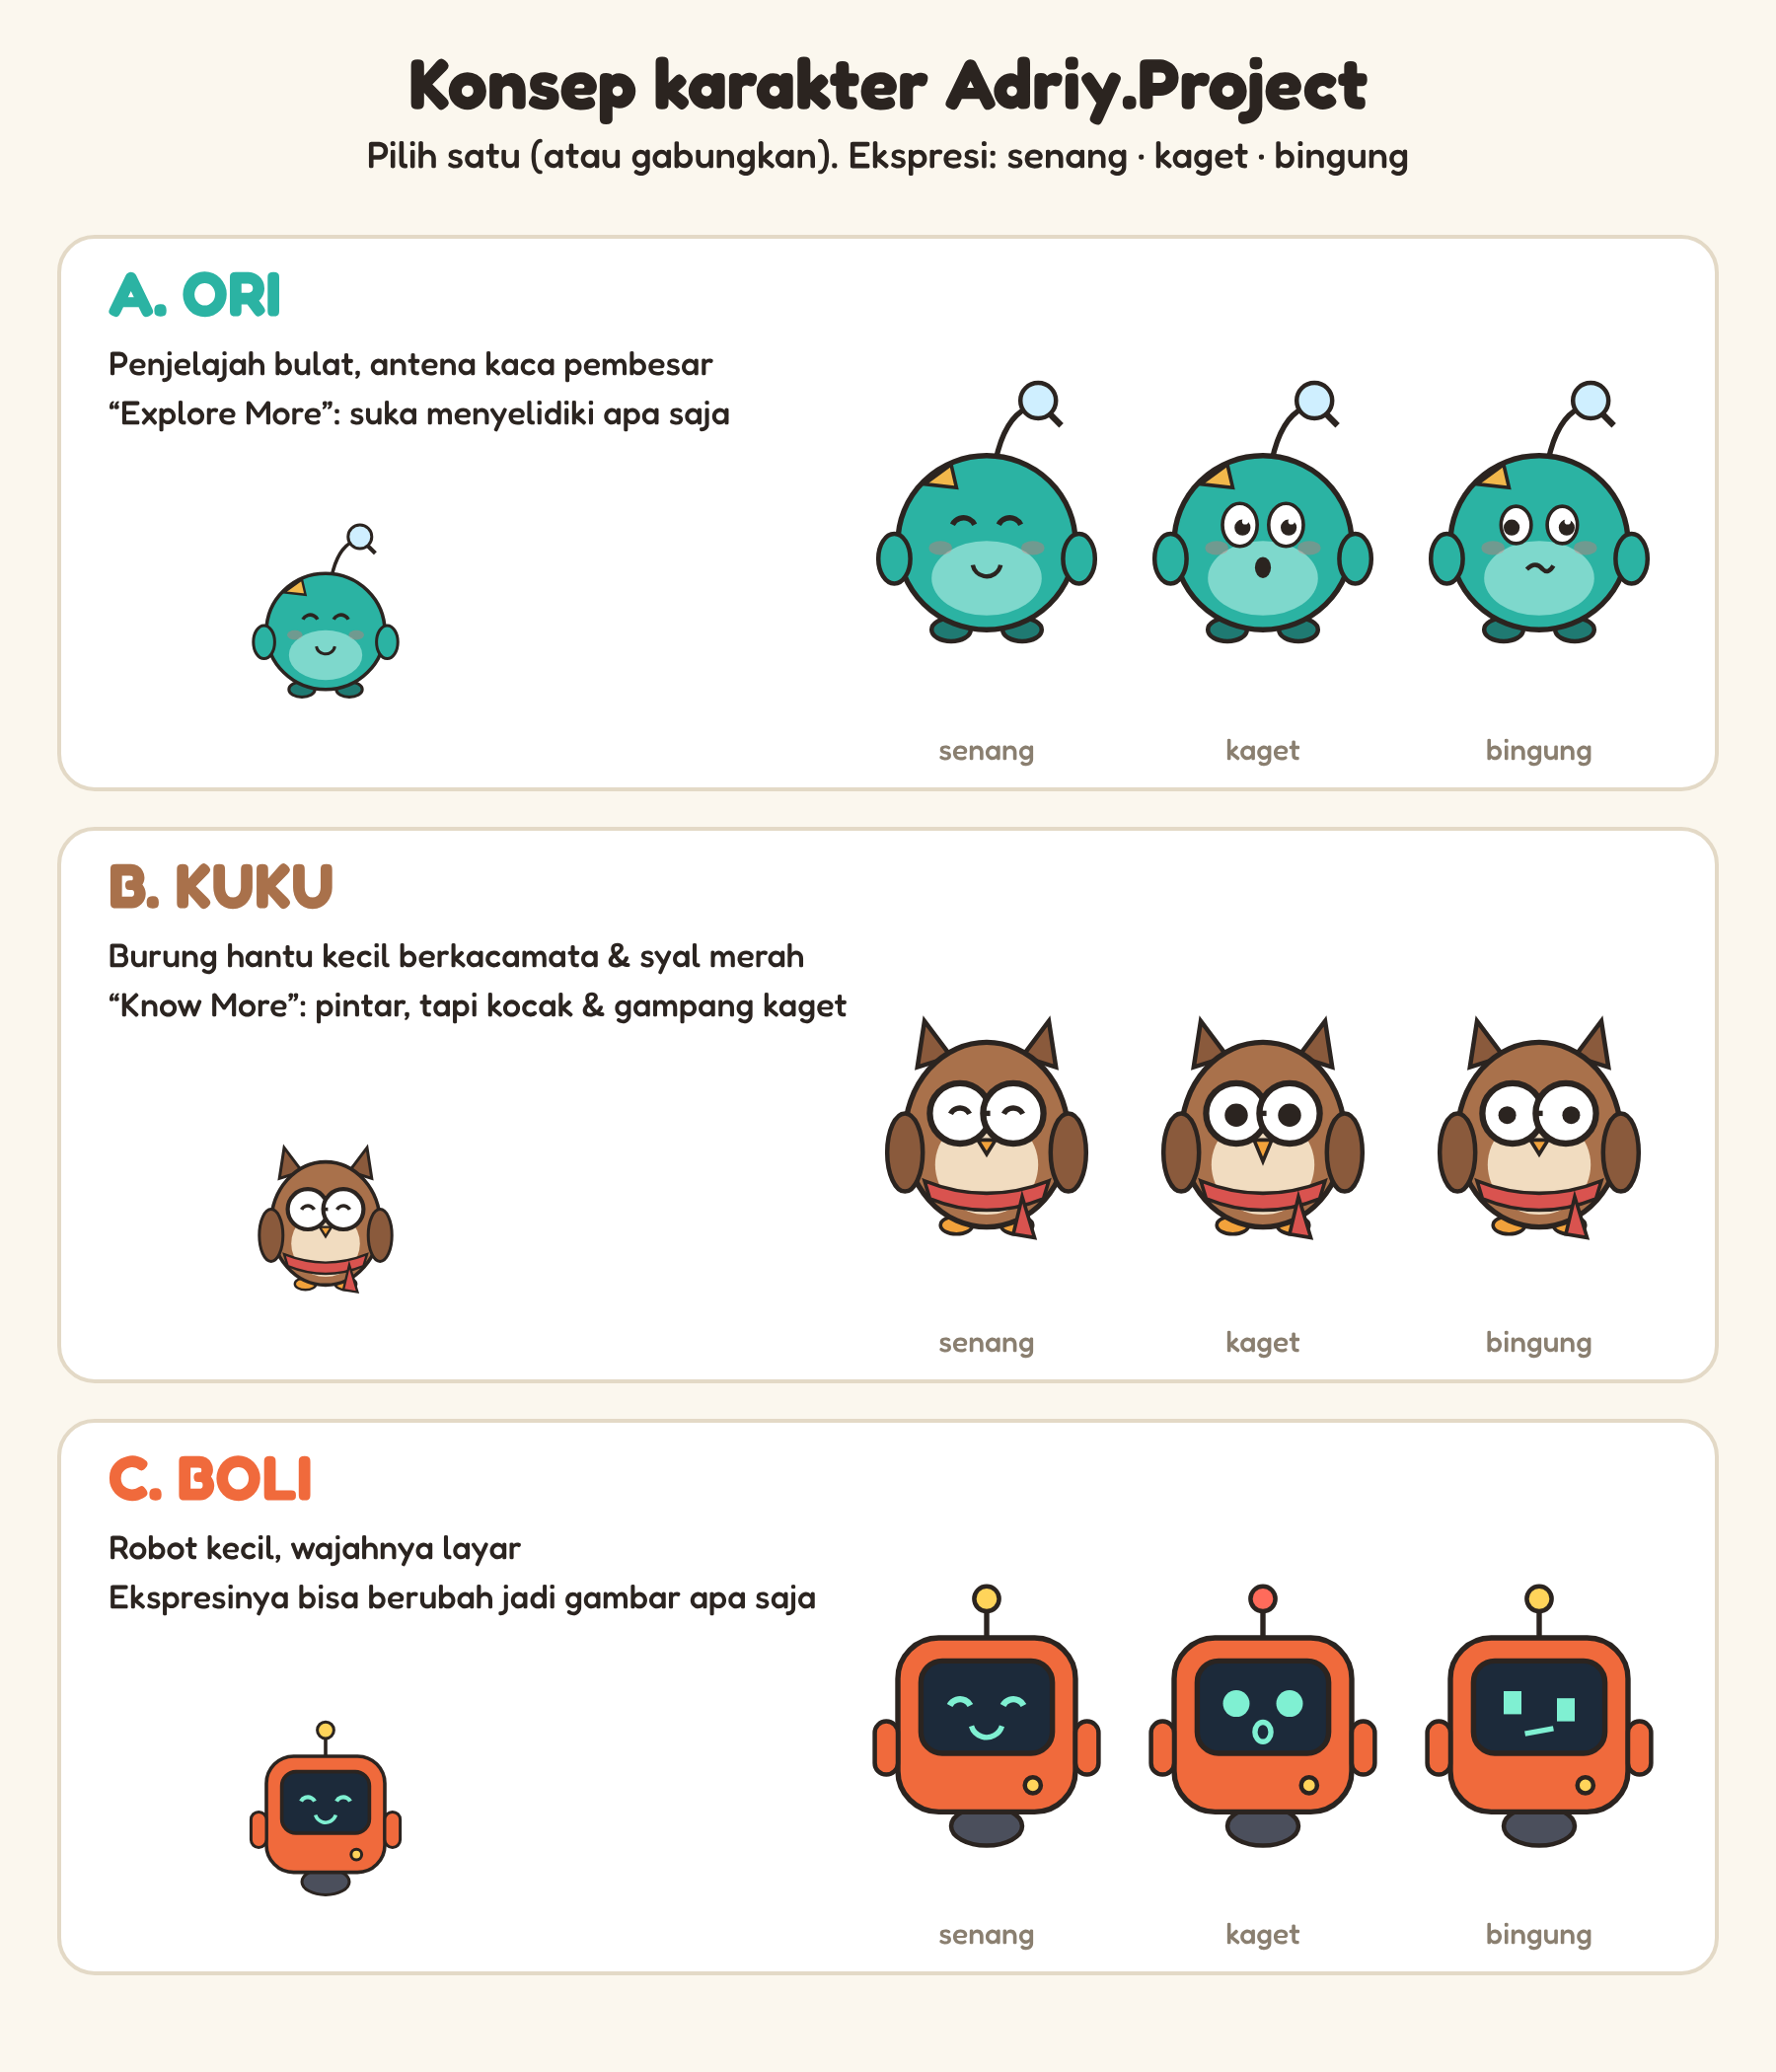 Konsep karakter Adriy.Project
Pilih satu (atau gabungkan). Ekspresi: senang · kaget · bingung
A. ORI
Penjelajah bulat, antena kaca pembesar
“Explore More”: suka menyelidiki apa saja
senang kaget bingung
B. KUKU
Burung hantu kecil berkacamata & syal merah
“Know More”: pintar, tapi kocak & gampang kaget
senang kaget bingung
C. BOLI
Robot kecil, wajahnya layar
Ekspresinya bisa berubah jadi gambar apa saja
senang kaget bingung